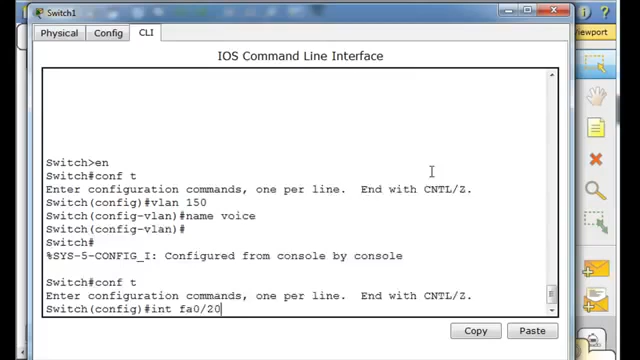 Switch1
Physical Config CLI
IOS Command Line Interface
Switch>en
Switch#conf t
Enter configuration commands, one per line.  End with CNTL/Z.
Switch(config)#vlan 150
Switch(config-vlan)#name voice
Switch(config-vlan)#
Switch#
%SYS-5-CONFIG_I: Configured from console by console
Switch#conf t
Enter configuration commands, one per line.  End with CNTL/Z.
Switch(config)#int fa0/20
Copy Paste
Viewport